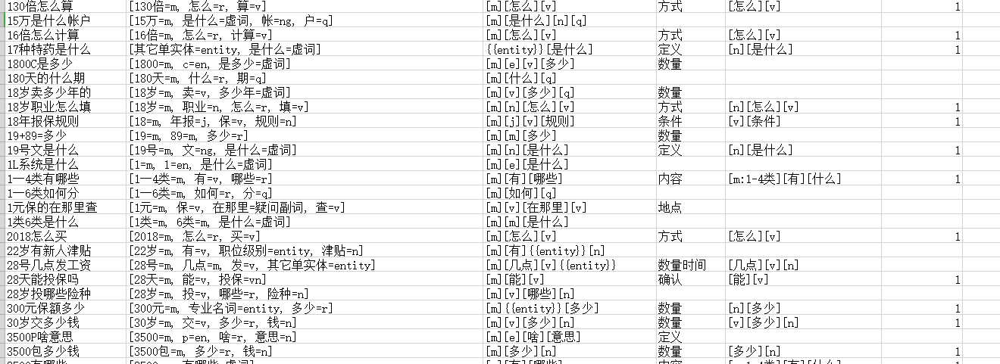 130倍怎么算 [130倍=m, 怎么=r, 算=v] [m][怎么][v] 方式 [怎么][v] 1
15万是什么帐户 [15万=m, 是什么=虚词, 帐=ng, 户=q] [m][是什么][n][q]
16倍怎么计算 [16倍=m, 怎么=r, 计算=v] [m][怎么][v] 方式 [怎么][v] 1
17种特药是什么 [其它单实体=entity, 是什么=虚词] {{entity}}[是什么] 定义 [n][是什么] 1
1800C是多少 [1800=m, c=en, 是多少=虚词] [m][e][v][多少] 数量
180天的什么期 [180天=m, 什么=r, 期=q] [m][什么][q]
18岁卖多少年的 [18岁=m, 卖=v, 多少年=虚词] [m][v][多少][q] 数量
18岁职业怎么填 [18岁=m, 职业=n, 怎么=r, 填=v] [m][n][怎么][v] 方式 [n][怎么][v] 1
18年报保规则 [18=m, 年报=j, 保=v, 规则=n] [m][j][v][规则] 条件 [v][条件] 1
19+89=多少 [19=m, 89=m, 多少=r] [m][m][多少] 数量
19号文是什么 [19号=m, 文=ng, 是什么=虚词] [m][n][是什么] 定义 [n][是什么] 1
1L系统是什么 [1=m, l=en, 是什么=虚词] [m][e][是什么]
1一4类有哪些 [1一4类=m, 有=v, 哪些=r] [m][有][哪些] 内容 [m:1-4类][有][什么] 1
1一6类如何分 [1一6类=m, 如何=r, 分=q] [m][如何][q]
1元保的在那里查 [1元=m, 保=v, 在那里=疑问副词, 查=v] [m][v][在那里][v] 地点
1类6类是什么 [1类=m, 6类=m, 是什么=虚词] [m][m][是什么]
2018怎么买 [2018=m, 怎么=r, 买=v] [m][怎么][v] 方式 [怎么][v] 1
22岁有新人津贴 [22岁=m, 有=v, 职位级别=entity, 津贴=n] [m][有]{{entity}}[n]
28号几点发工资 [28号=m, 几点=m, 发=v, 其它单实体=entity] [m][几点][v]{{entity}} 数量时间 [几点][v][n] 1
28天能投保吗 [28天=m, 能=v, 投保=vn] [m][能][v] 确认 [能][v] 1
28岁投哪些险种 [28岁=m, 投=v, 哪些=r, 险种=n] [m][v][哪些][n]
300元保额多少 [300元=m, 专业名词=entity, 多少=r] [m]{{entity}}[多少] 数量 [n][多少] 1
30岁交多少钱 [30岁=m, 交=v, 多少=r, 钱=n] [m][v][多少][n] 数量 [v][多少][n] 1
3500P啥意思 [3500=m, p=en, 啥=r, 意思=n] [m][e][啥][意思] 定义
3500包多少钱 [3500包=m, 多少=r, 钱=n] [m][多少][n] 数量 [多少][n] 1